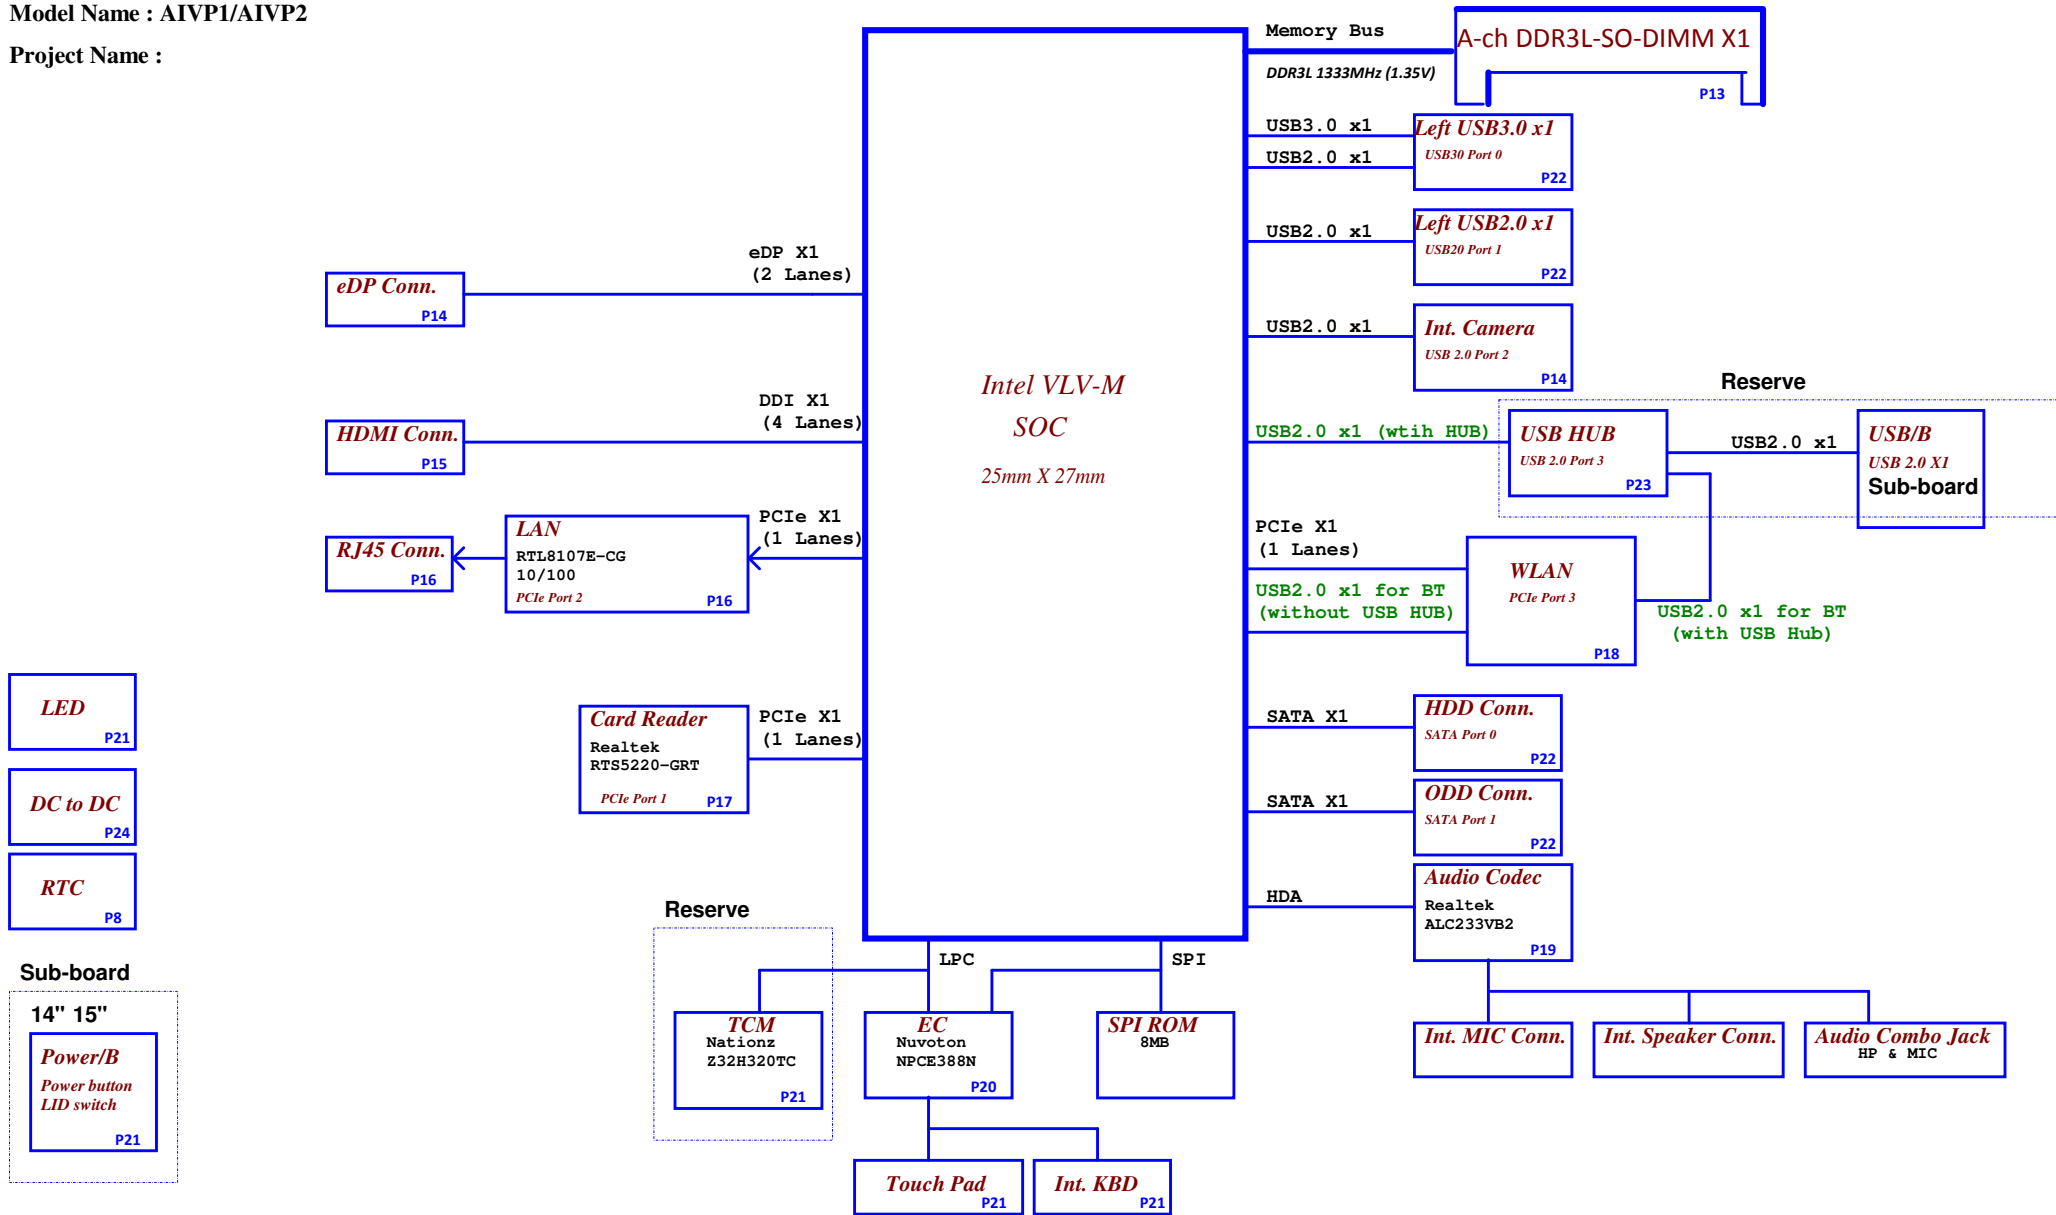 Model Name : AIVP1/AIVP2
Project Name :
Memory Bus
DDR3L 1333MHz (1.35V)
A-ch DDR3L-SO-DIMM X1
P13
USB3.0 x1
USB2.0 x1
Left USB3.0 x1
USB30 Port 0
P22
USB2.0 x1
Left USB2.0 x1
USB20 Port 1
P22
eDP X1
(2 Lanes)
eDP Conn.
P14
USB2.0 x1
Int. Camera
USB 2.0 Port 2
P14
Intel VLV-M
SOC
25mm X 27mm
DDI X1
(4 Lanes)
HDMI Conn.
P15
Reserve
USB2.0 x1 (wtih HUB)
USB HUB
USB 2.0 Port 3
P23
USB2.0 x1
USB/B
USB 2.0 X1
Sub-board
PCIe X1
(1 Lanes)
LAN
RTL8107E-CG
10/100
PCIe Port 2
P16
RJ45 Conn.
P16
PCIe X1
(1 Lanes)
USB2.0 x1 for BT
(without USB HUB)
WLAN
PCIe Port 3
P18
USB2.0 x1 for BT
(with USB Hub)
LED
P21
DC to DC
P24
RTC
P8
Card Reader
Realtek
RTS5220-GRT
PCIe Port 1
P17
PCIe X1
(1 Lanes)
SATA X1
HDD Conn.
SATA Port 0
P22
SATA X1
ODD Conn.
SATA Port 1
P22
HDA
Audio Codec
Realtek
ALC233VB2
P19
Reserve
LPC
SPI
Sub-board
14" 15"
Power/B
Power button
LID switch
P21
TCM
Nationz
Z32H320TC
P21
EC
Nuvoton
NPCE388N
P20
SPI ROM
8MB
Int. MIC Conn.
Int. Speaker Conn.
Audio Combo Jack
HP & MIC
Touch Pad
P21
Int. KBD
P21